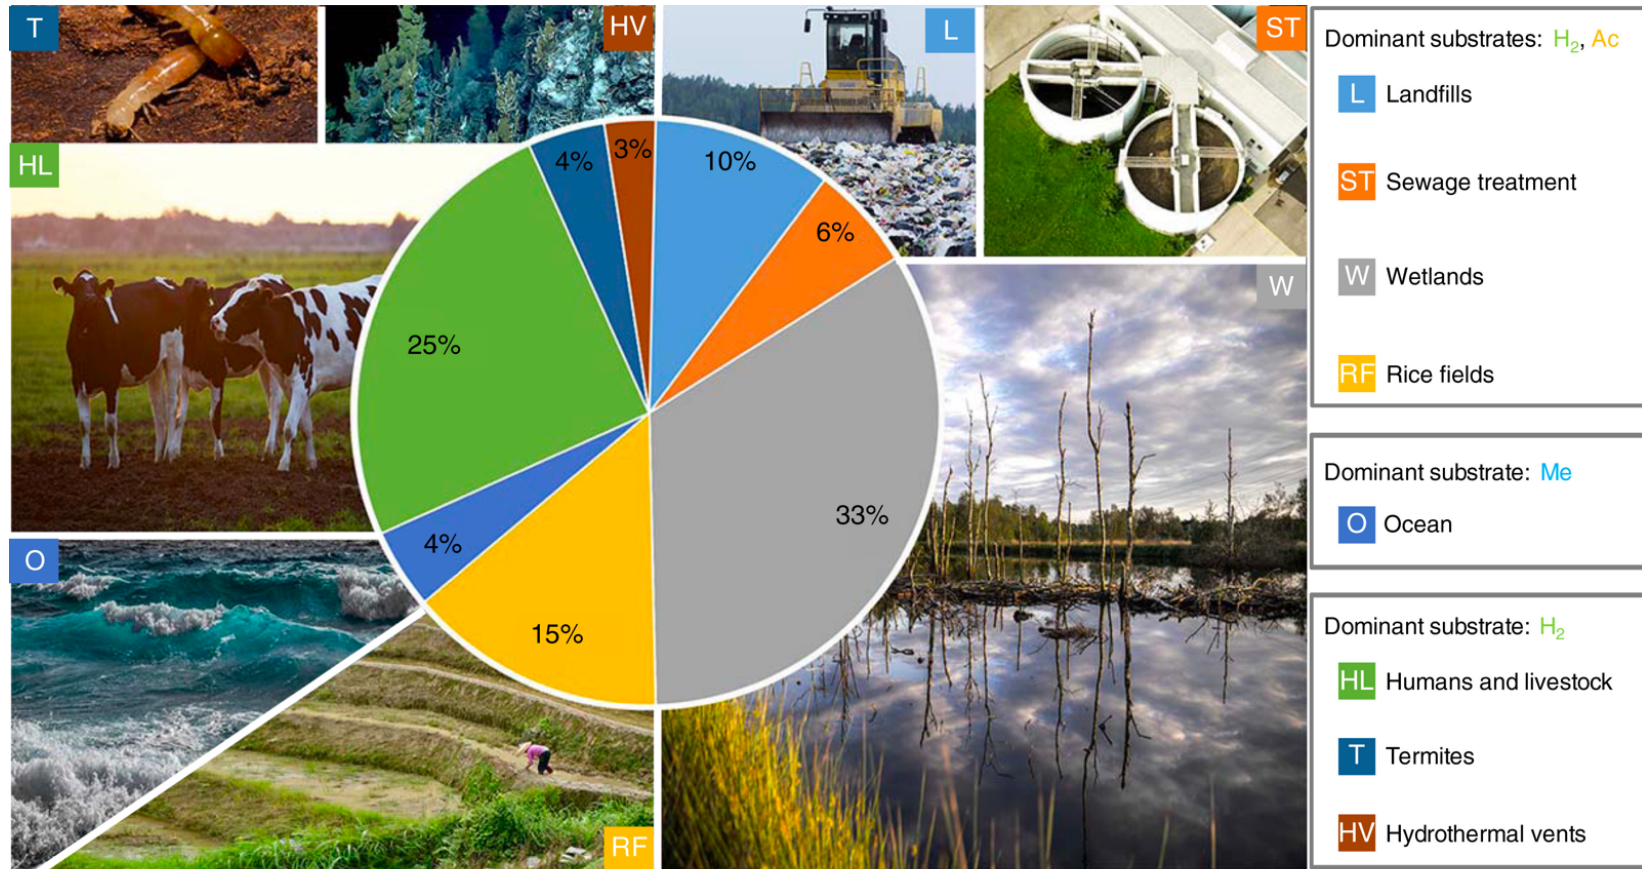 T
HV
L
ST
HL
W
O
RF
10%
6%
33%
15%
4%
25%
4%
3%
Dominant substrates: H₂, Ac
L Landfills
ST Sewage treatment
W Wetlands
RF Rice fields
Dominant substrate: Me
O Ocean
Dominant substrate: H₂
HL Humans and livestock
T Termites
HV Hydrothermal vents